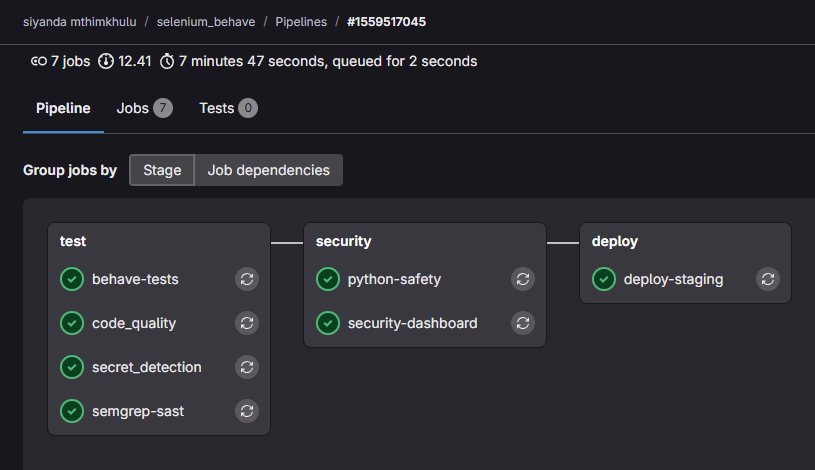 siyanda mthimkhulu / selenium_behave / Pipelines / #1559517045
7 jobs 12.41 7 minutes 47 seconds, queued for 2 seconds
Pipeline Jobs 7 Tests 0
Group jobs by Stage Job dependencies
test
behave-tests
code_quality
secret_detection
semgrep-sast
security
python-safety
security-dashboard
deploy
deploy-staging